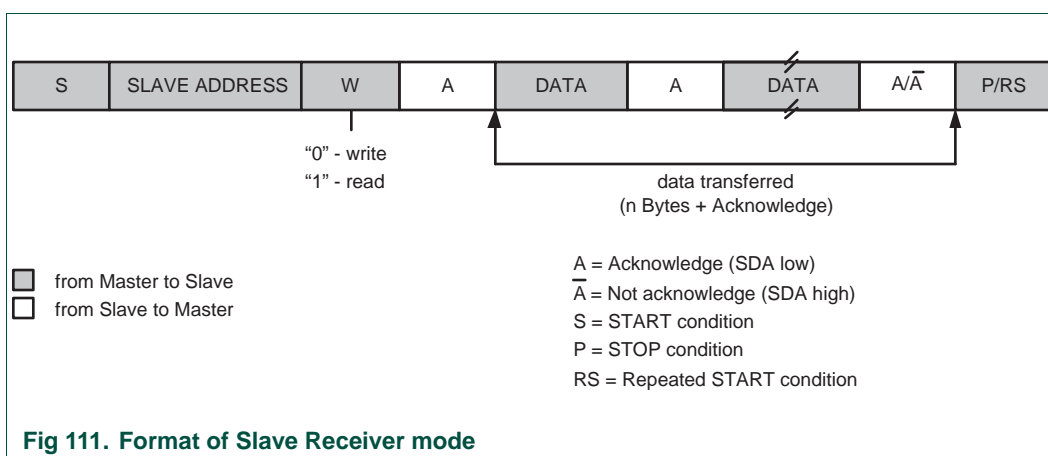 S SLAVE ADDRESS W A DATA A DATA A/A̅ P/RS
“0” - write
“1” - read
data transferred
(n Bytes + Acknowledge)
from Master to Slave
from Slave to Master
A = Acknowledge (SDA low)
A̅ = Not acknowledge (SDA high)
S = START condition
P = STOP condition
RS = Repeated START condition
Fig 111. Format of Slave Receiver mode